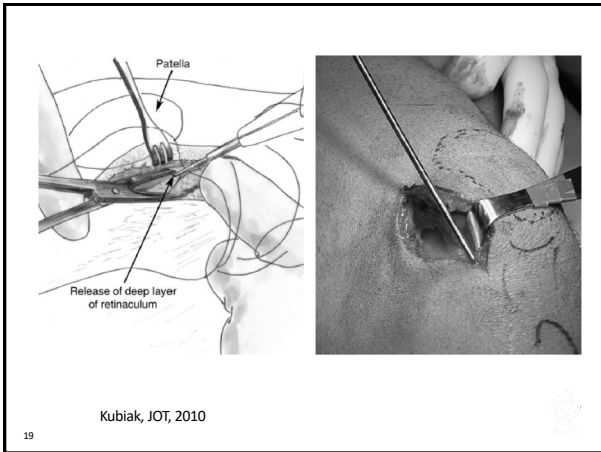 Patella
Release of deep layer
of retinaculum
Kubiak, JOT, 2010
19